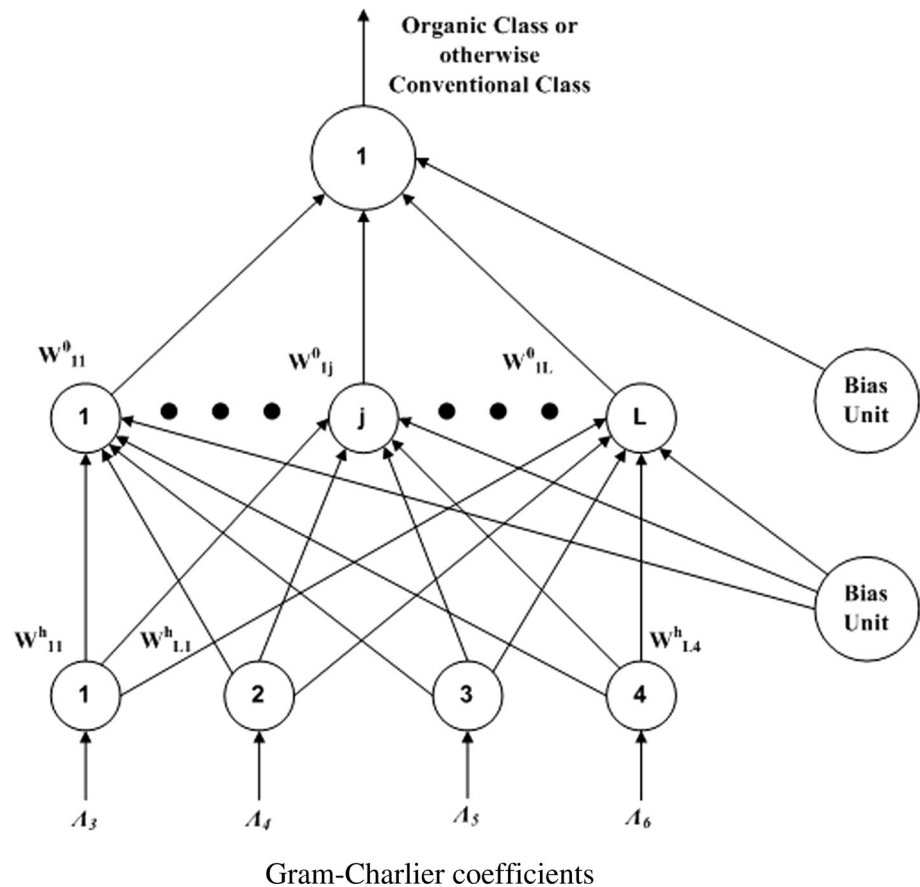 Organic Class or
otherwise
Conventional Class
1
W⁰₁₁
W⁰₁ⱼ
W⁰₁L
1
j
L
Bias
Unit
Bias
Unit
Wʰ₁₁
Wʰ_L1
Wʰ_L4
1
2
3
4
Λ₃
Λ₄
Λ₅
Λ₆
Gram-Charlier coefficients